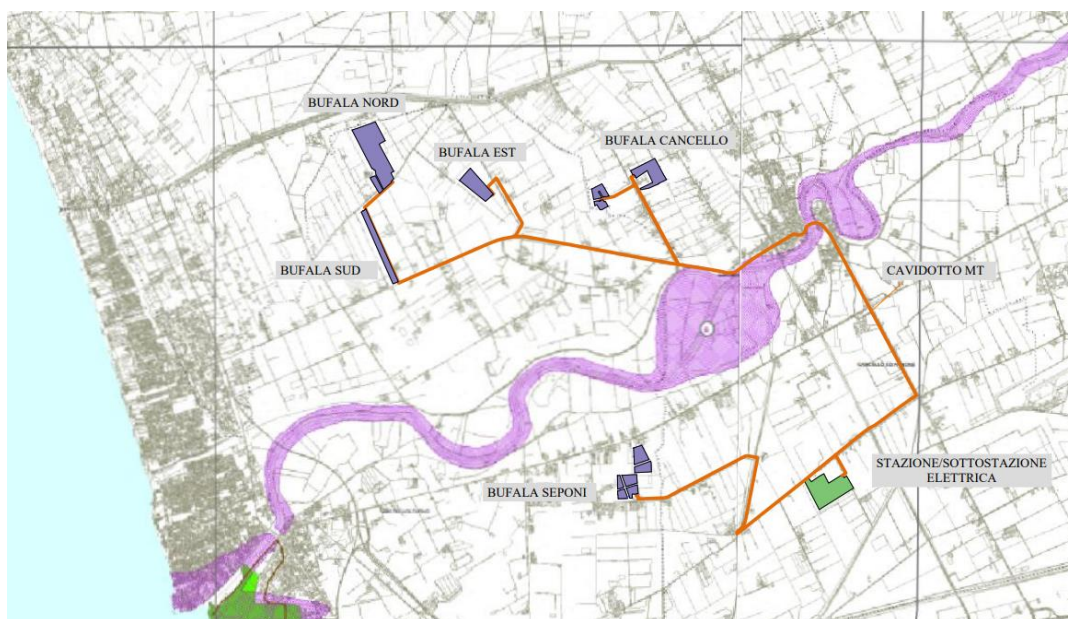 BUFALA NORD
BUFALA EST
BUFALA CANCELLO
BUFALA SUD
CAVIDOTTO MT
STAZIONE/SOTTOSTAZIONE
ELETTRICA
BUFALA SEPONI